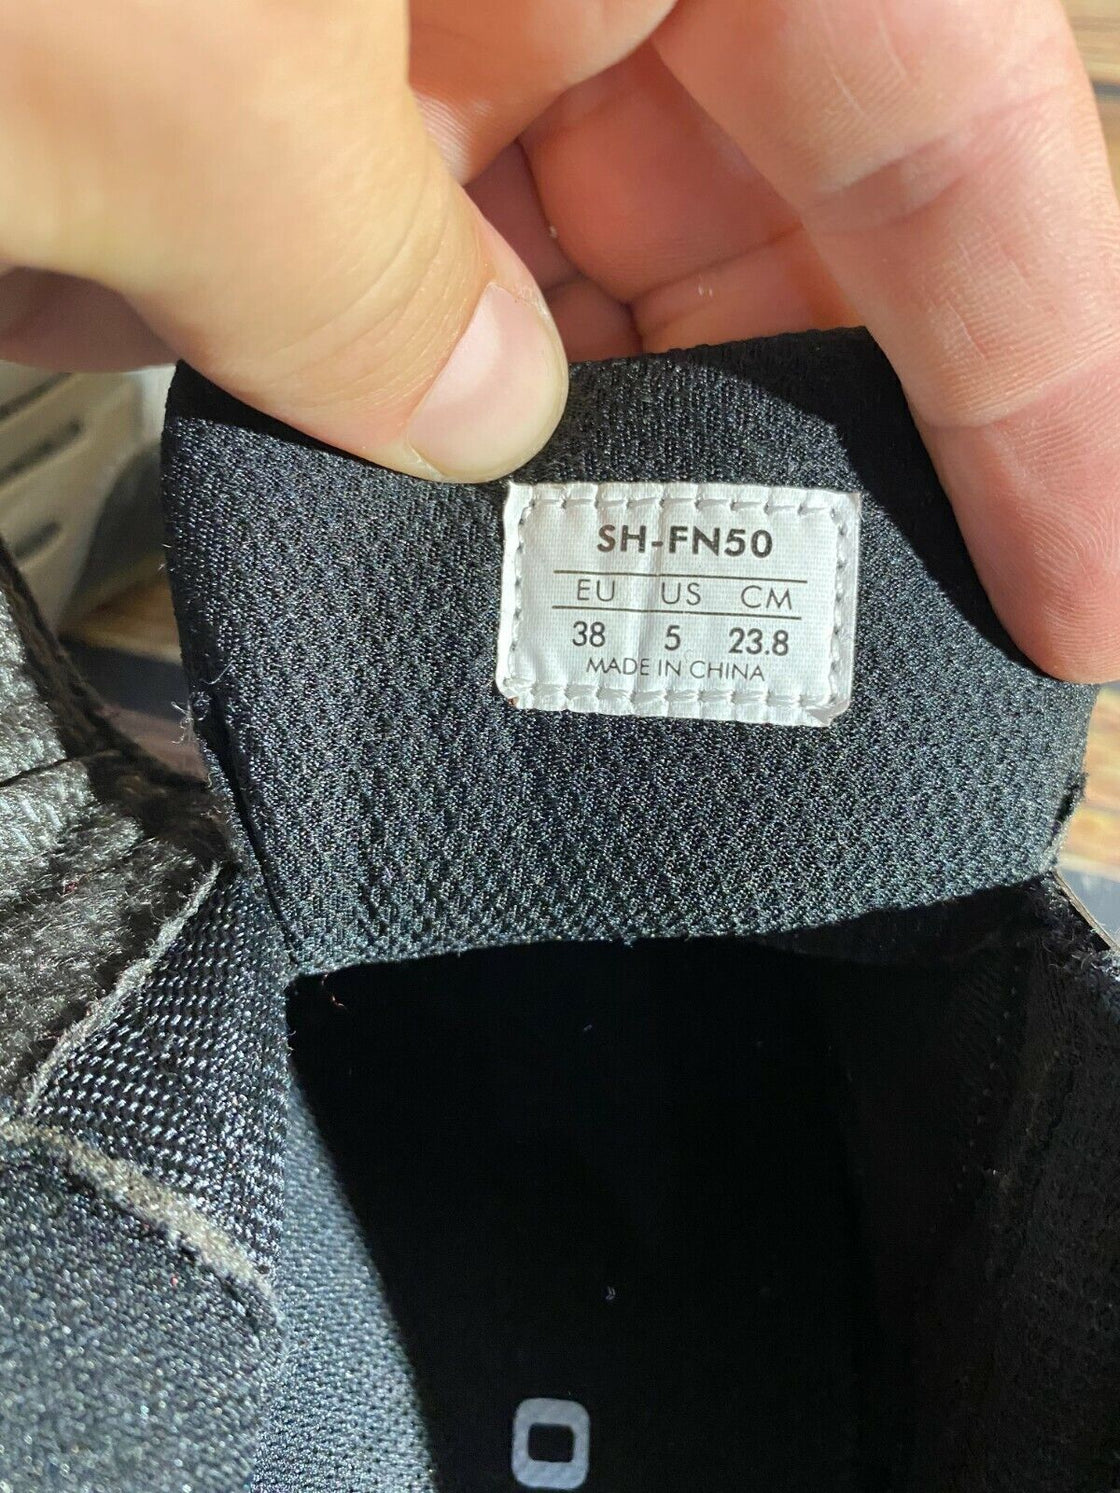 SH-FN50
EU US CM
38 5 23.8
MADE IN CHINA